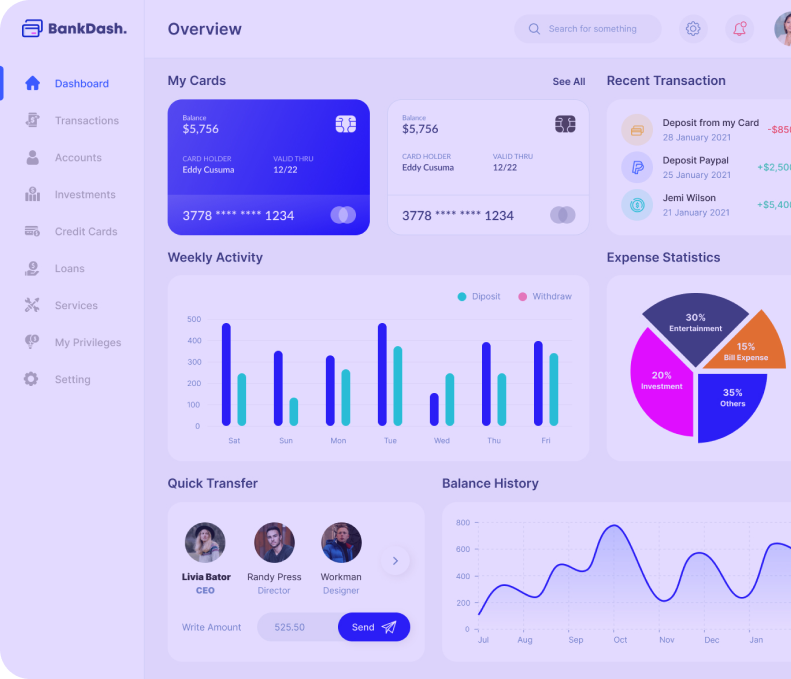 BankDash.
Overview
Search for something
Dashboard
Transactions
Accounts
Investments
Credit Cards
Loans
Services
My Privileges
Setting
My Cards
See All
Balance
$5,756
CARD HOLDER
Eddy Cusuma
VALID THRU
12/22
3778 **** **** 1234
Balance
$5,756
CARD HOLDER
Eddy Cusuma
VALID THRU
12/22
3778 **** **** 1234
Recent Transaction
Deposit from my Card
28 January 2021
Deposit Paypal
25 January 2021
Jemi Wilson
21 January 2021
Weekly Activity
Diposit
Withdraw
500
400
300
200
100
0
Sat Sun Mon Tue Wed Thu Fri
Expense Statistics
30%
Entertainment
15%
Bill Expense
20%
Investment
35%
Others
Quick Transfer
Livia Bator
CEO
Randy Press
Director
Workman
Designer
Write Amount
525.50
Send
Balance History
800
600
400
200
0
Jul Aug Sep Oct Nov Dec Jan